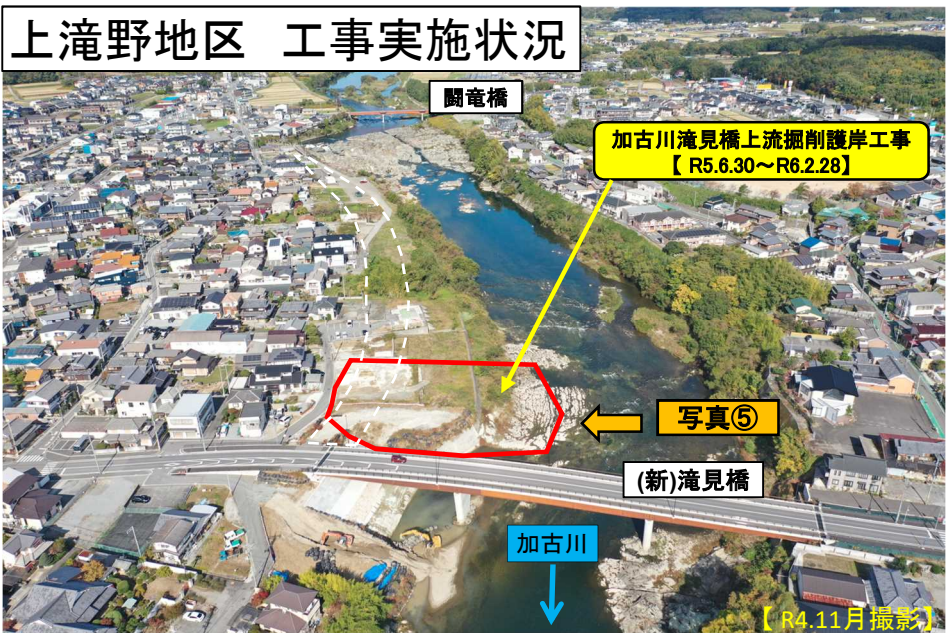 上滝野地区 工事実施状況
闘竜橋
加古川滝見橋上流掘削護岸工事
【 R5.6.30～R6.2.28】
写真⑤
(新)滝見橋
加古川
【 R4.11月撮影】